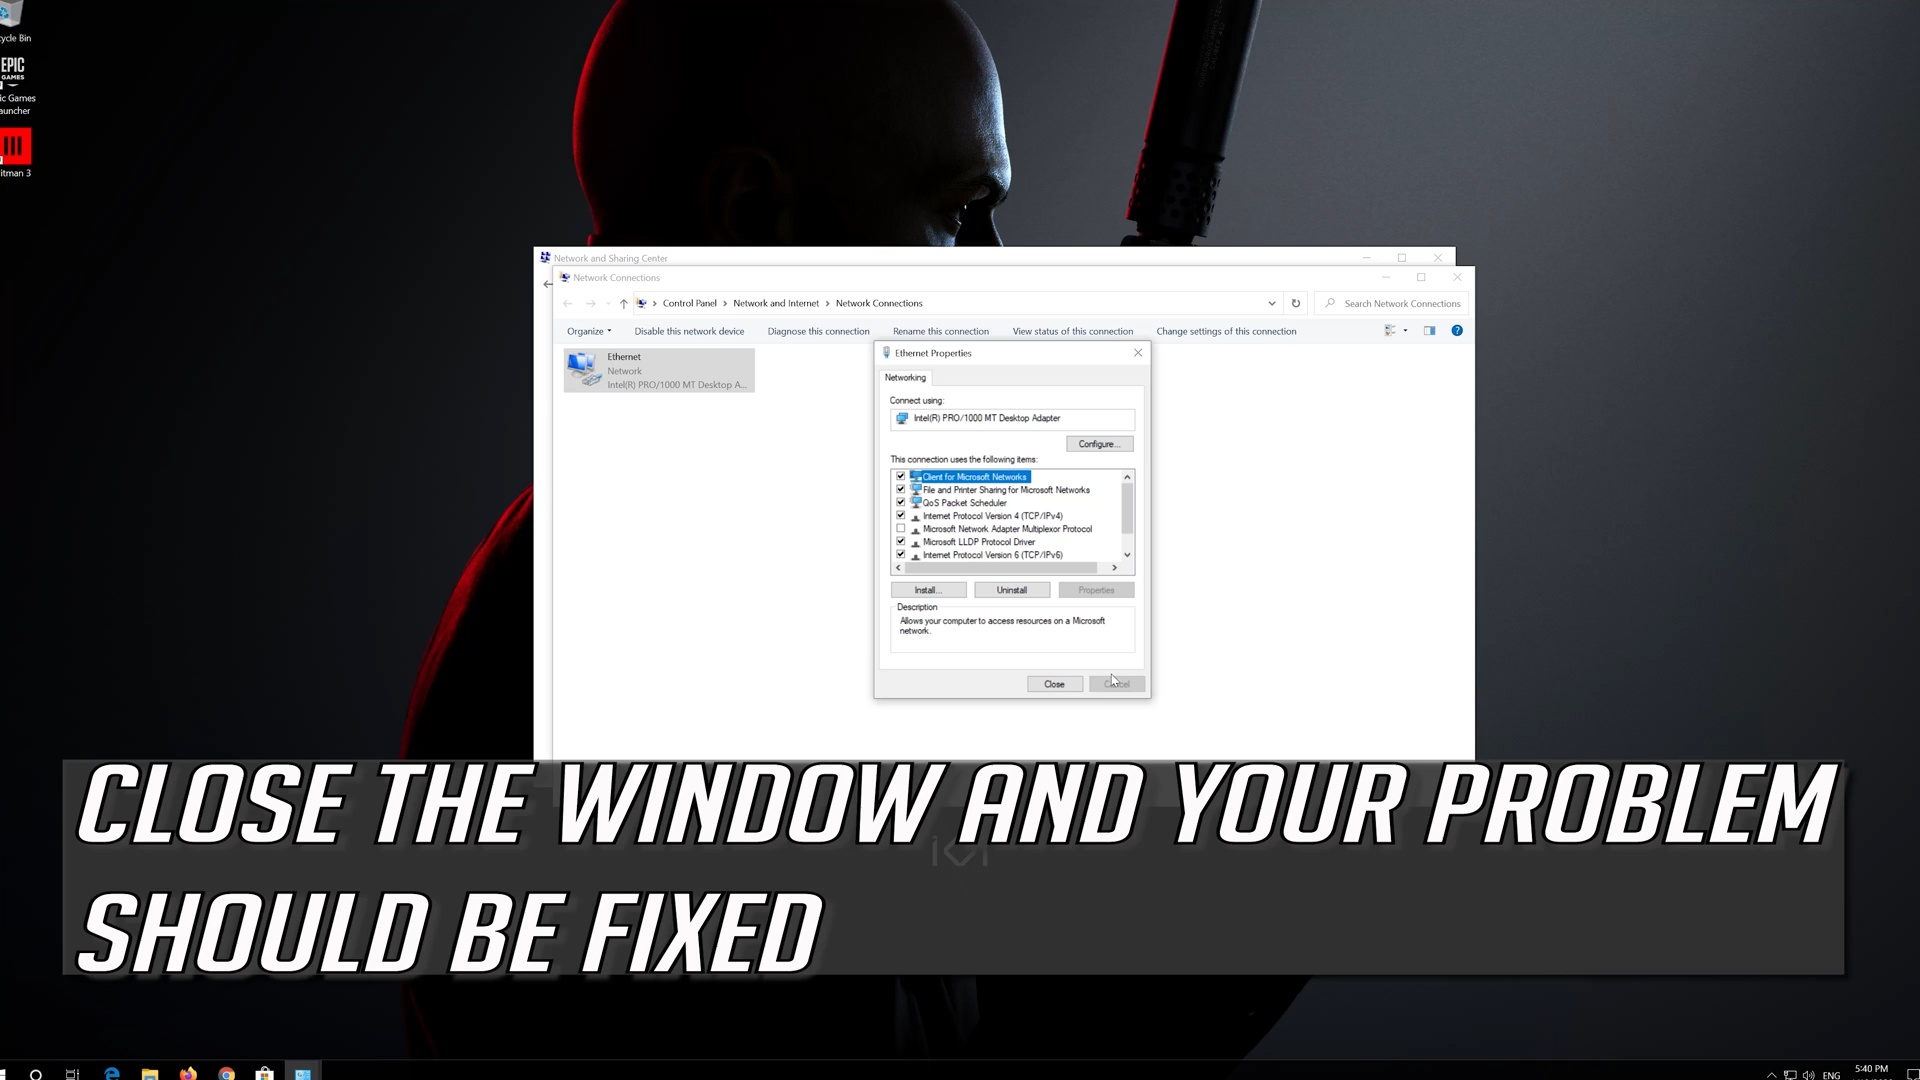 cycle Bin
EPIC
GAMES
ic Games
auncher
itman 3
Network and Sharing Center
Network Connections
Control Panel > Network and Internet > Network Connections
Search Network Connections
Organize
Disable this network device
Diagnose this connection
Rename this connection
View status of this connection
Change settings of this connection
Ethernet
Network
Intel(R) PRO/1000 MT Desktop A...
Ethernet Properties
Networking
Connect using:
Intel(R) PRO/1000 MT Desktop Adapter
Configure...
This connection uses the following items:
Client for Microsoft Networks
File and Printer Sharing for Microsoft Networks
QoS Packet Scheduler
Internet Protocol Version 4 (TCP/IPv4)
Microsoft Network Adapter Multiplexor Protocol
Microsoft LLDP Protocol Driver
Internet Protocol Version 6 (TCP/IPv6)
Install...
Uninstall
Properties
Description
Allows your computer to access resources on a Microsoft
network.
Close
CLOSE THE WINDOW AND YOUR PROBLEM
SHOULD BE FIXED
ENG
5:40 PM